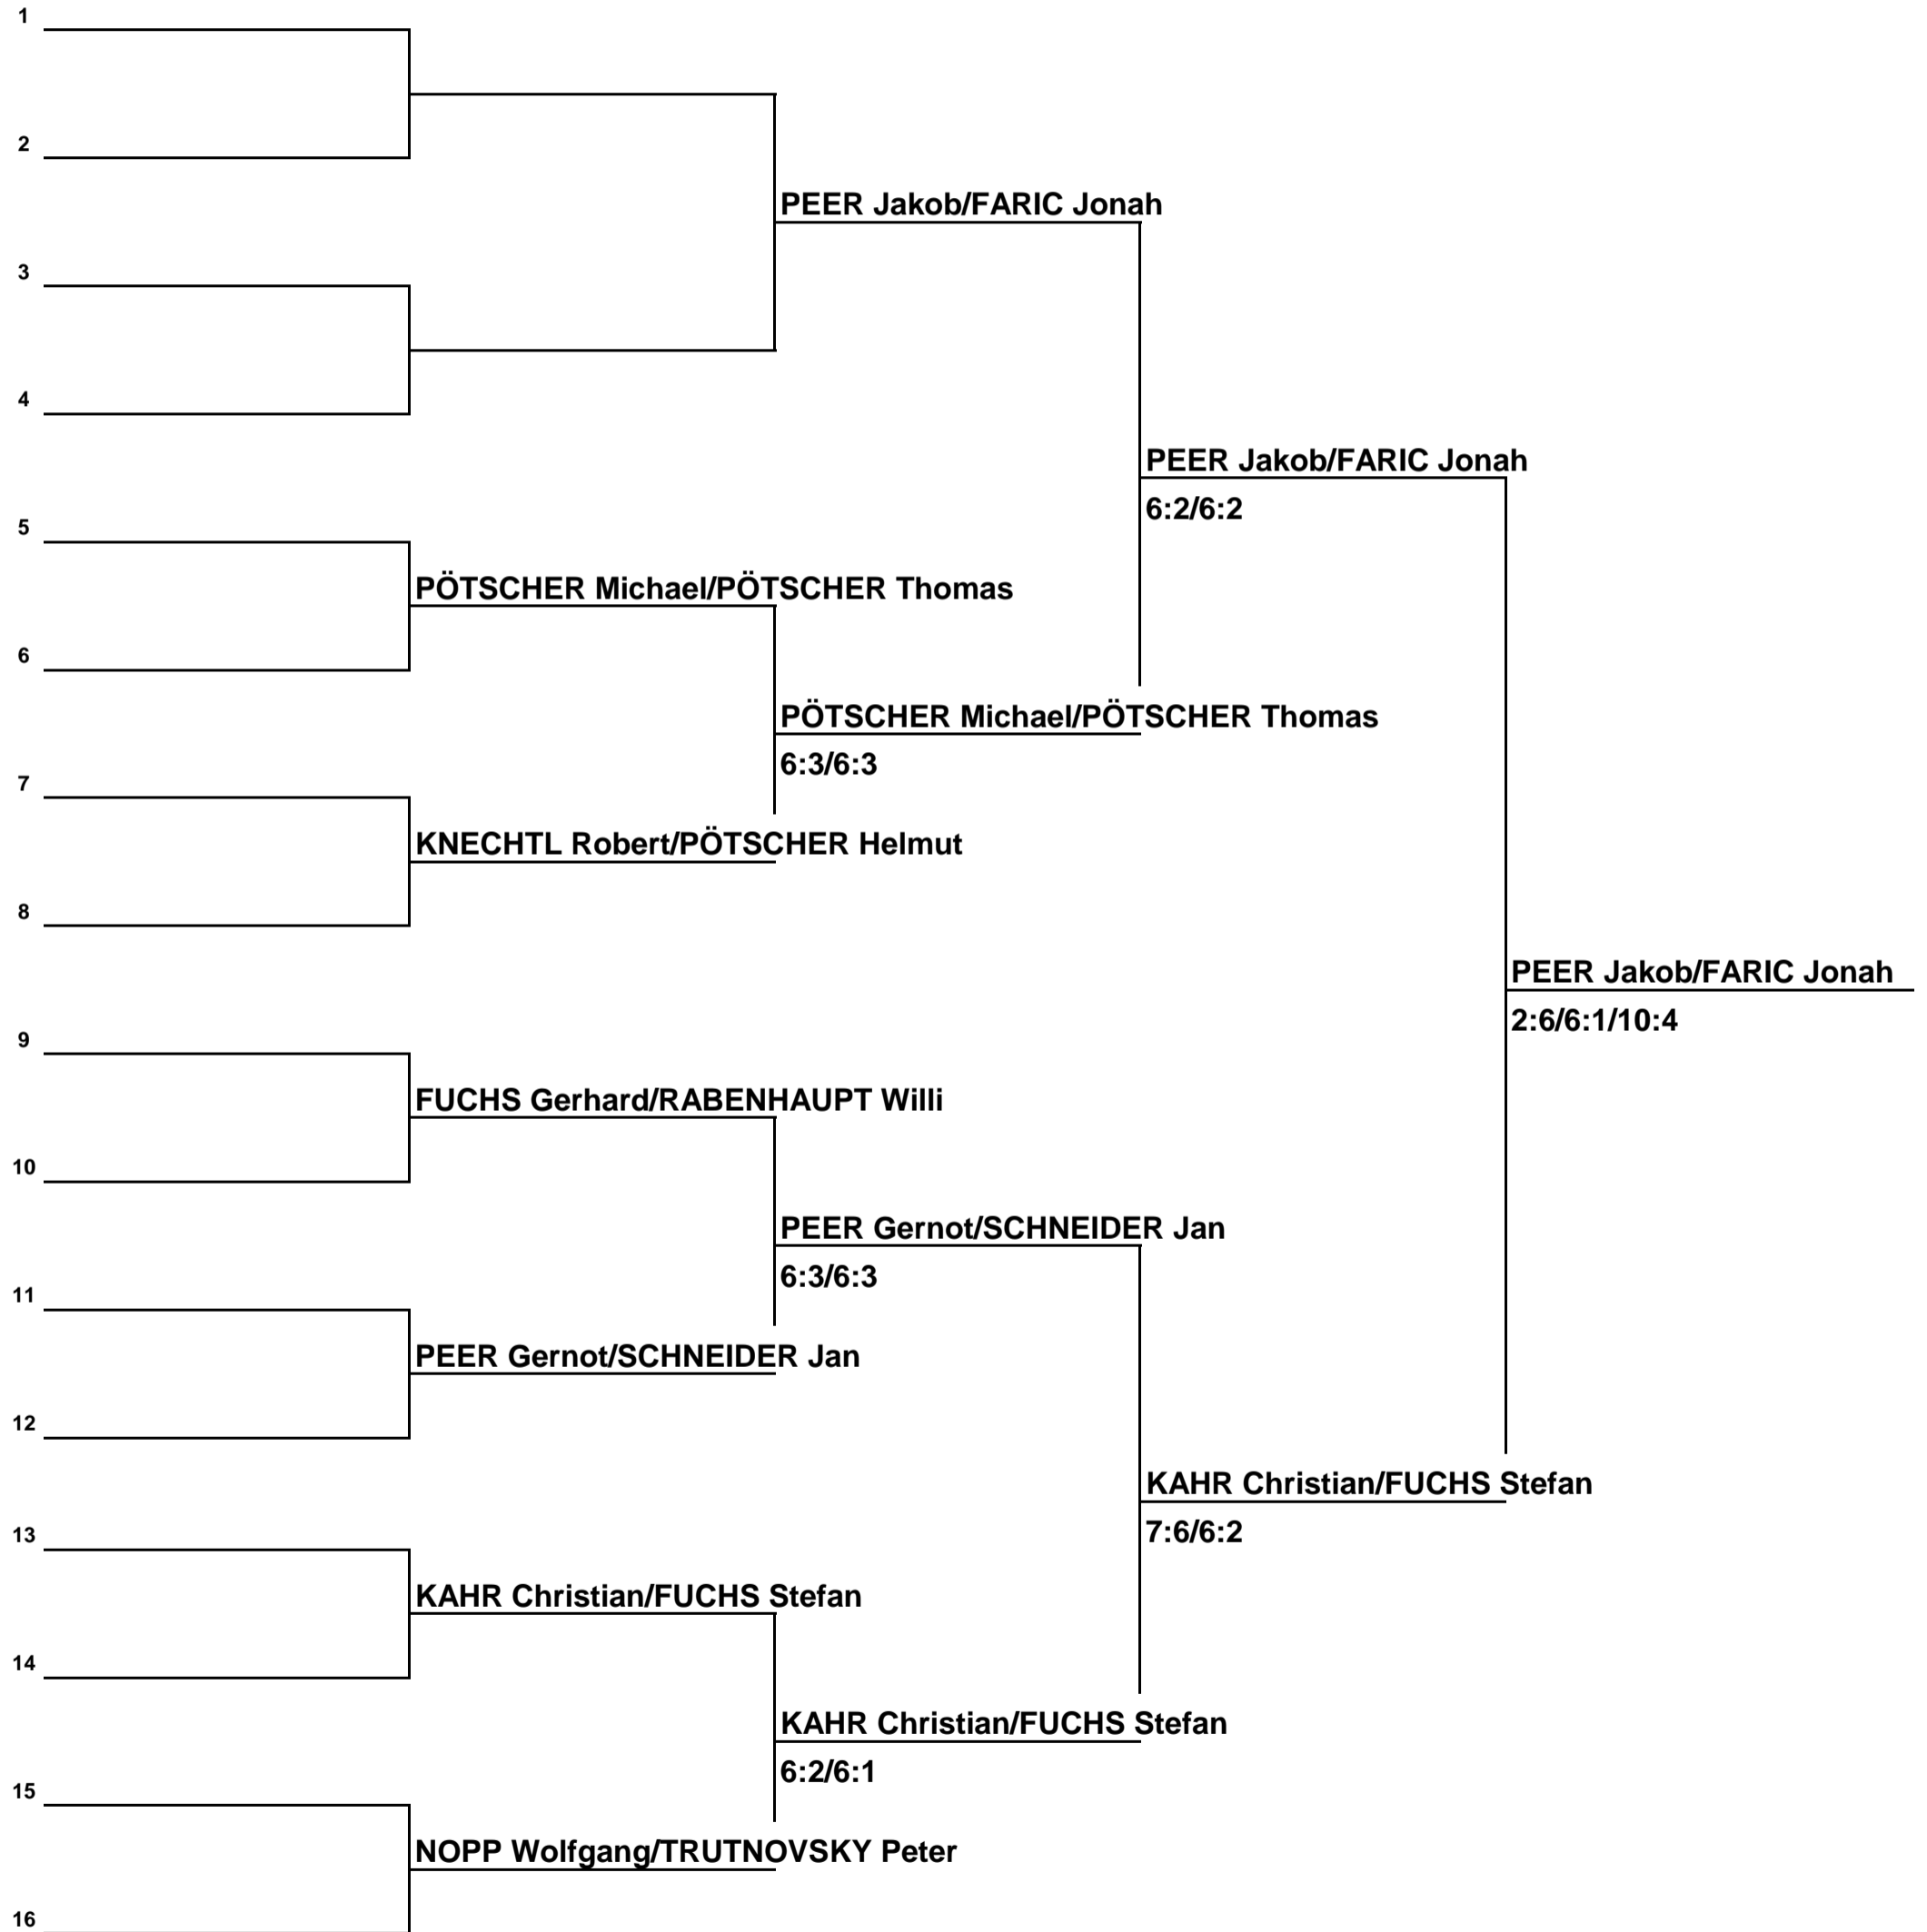 1
2
PEER Jakob/FARIC Jonah
3
4
PEER Jakob/FARIC Jonah
6:2/6:2
5
PÖTSCHER Michael/PÖTSCHER Thomas
6
PÖTSCHER Michael/PÖTSCHER Thomas
6:3/6:3
7
KNECHTL Robert/PÖTSCHER Helmut
8
PEER Jakob/FARIC Jonah
2:6/6:1/10:4
9
FUCHS Gerhard/RABENHAUPT Willi
10
PEER Gernot/SCHNEIDER Jan
6:3/6:3
11
PEER Gernot/SCHNEIDER Jan
12
KAHR Christian/FUCHS Stefan
7:6/6:2
13
KAHR Christian/FUCHS Stefan
14
KAHR Christian/FUCHS Stefan
6:2/6:1
15
NOPP Wolfgang/TRUTNOVSKY Peter
16